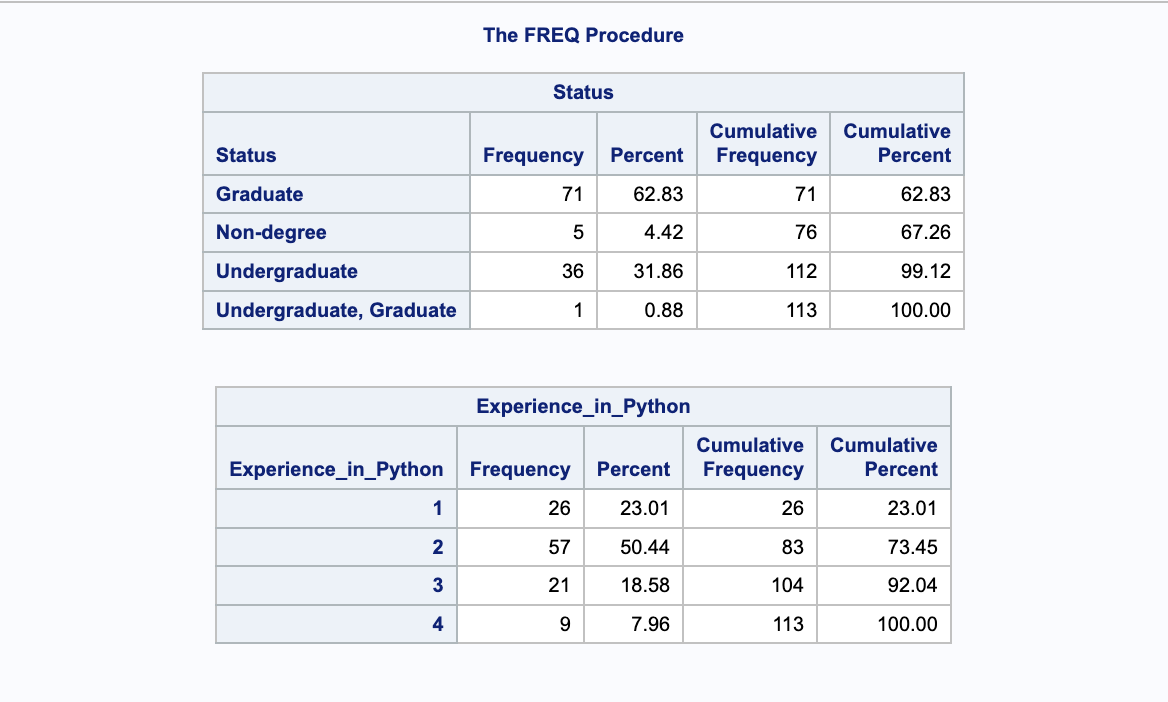 The FREQ Procedure
Status
Status Frequency Percent Cumulative Frequency Cumulative Percent
Graduate 71 62.83 71 62.83
Non-degree 5 4.42 76 67.26
Undergraduate 36 31.86 112 99.12
Undergraduate, Graduate 1 0.88 113 100.00
Experience_in_Python
Experience_in_Python Frequency Percent Cumulative Frequency Cumulative Percent
1 26 23.01 26 23.01
2 57 50.44 83 73.45
3 21 18.58 104 92.04
4 9 7.96 113 100.00